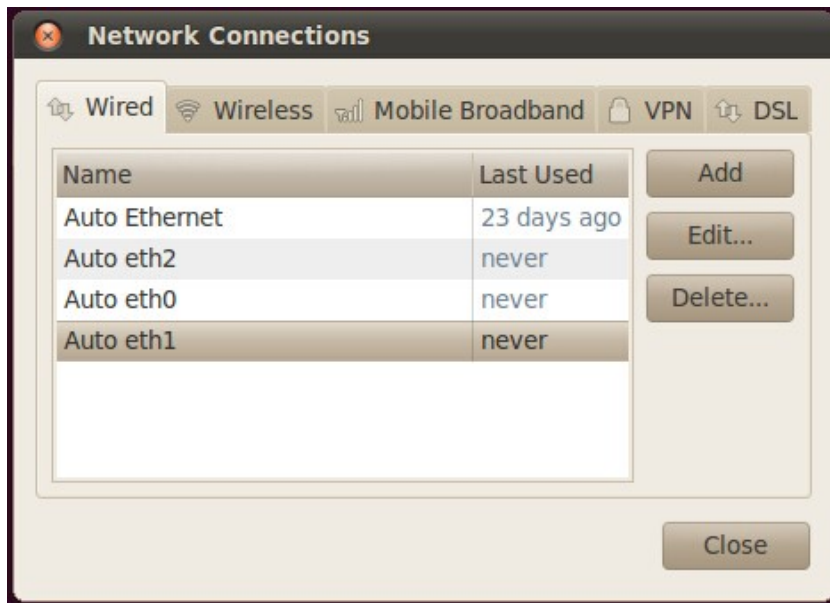 Network Connections
Wired Wireless Mobile Broadband VPN DSL
Name Last Used Add
Auto Ethernet 23 days ago
Edit...
Auto eth2 never
Auto eth0 never Delete...
Auto eth1 never
Close